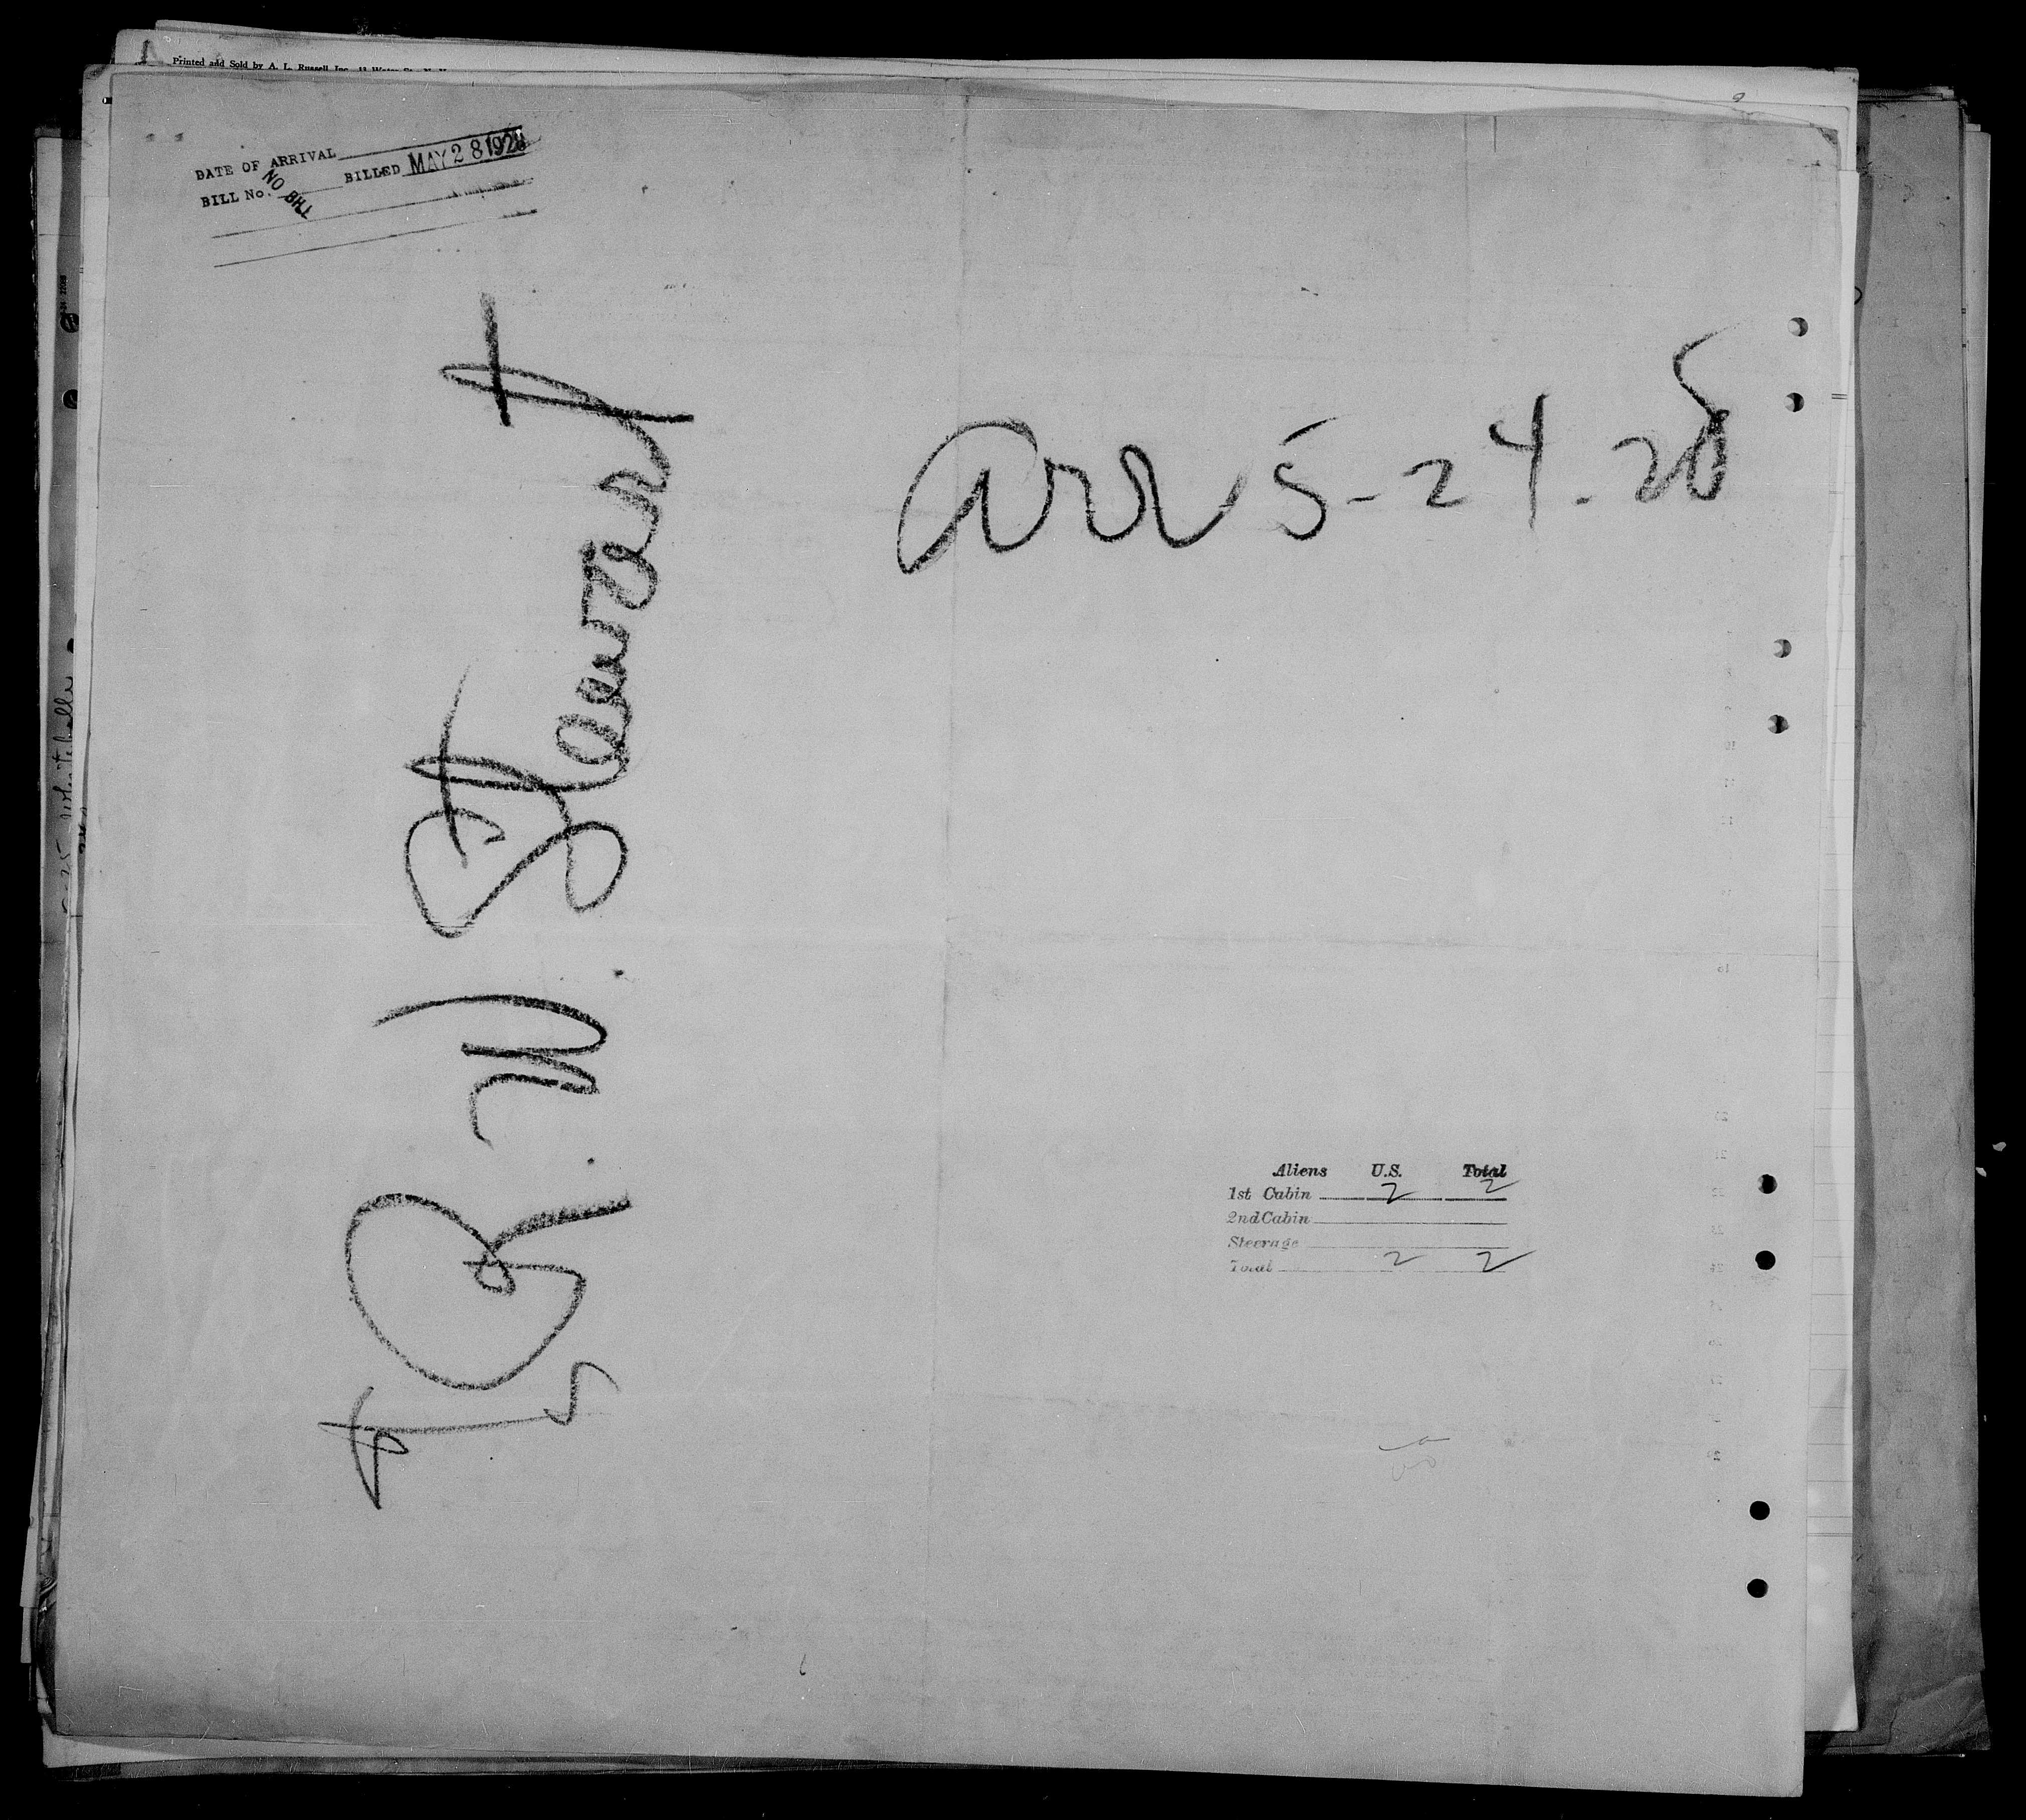 Printed and Sold by A. L. Russell Inc.
DATE OF ARRIVAL
BILL No. NO BILL BILLED MAY 28 1928
R. W. Stewart
arr 5-24-28
Aliens U.S. Total
1st Cabin 2 2
2nd Cabin
Steerage
Total 2 2